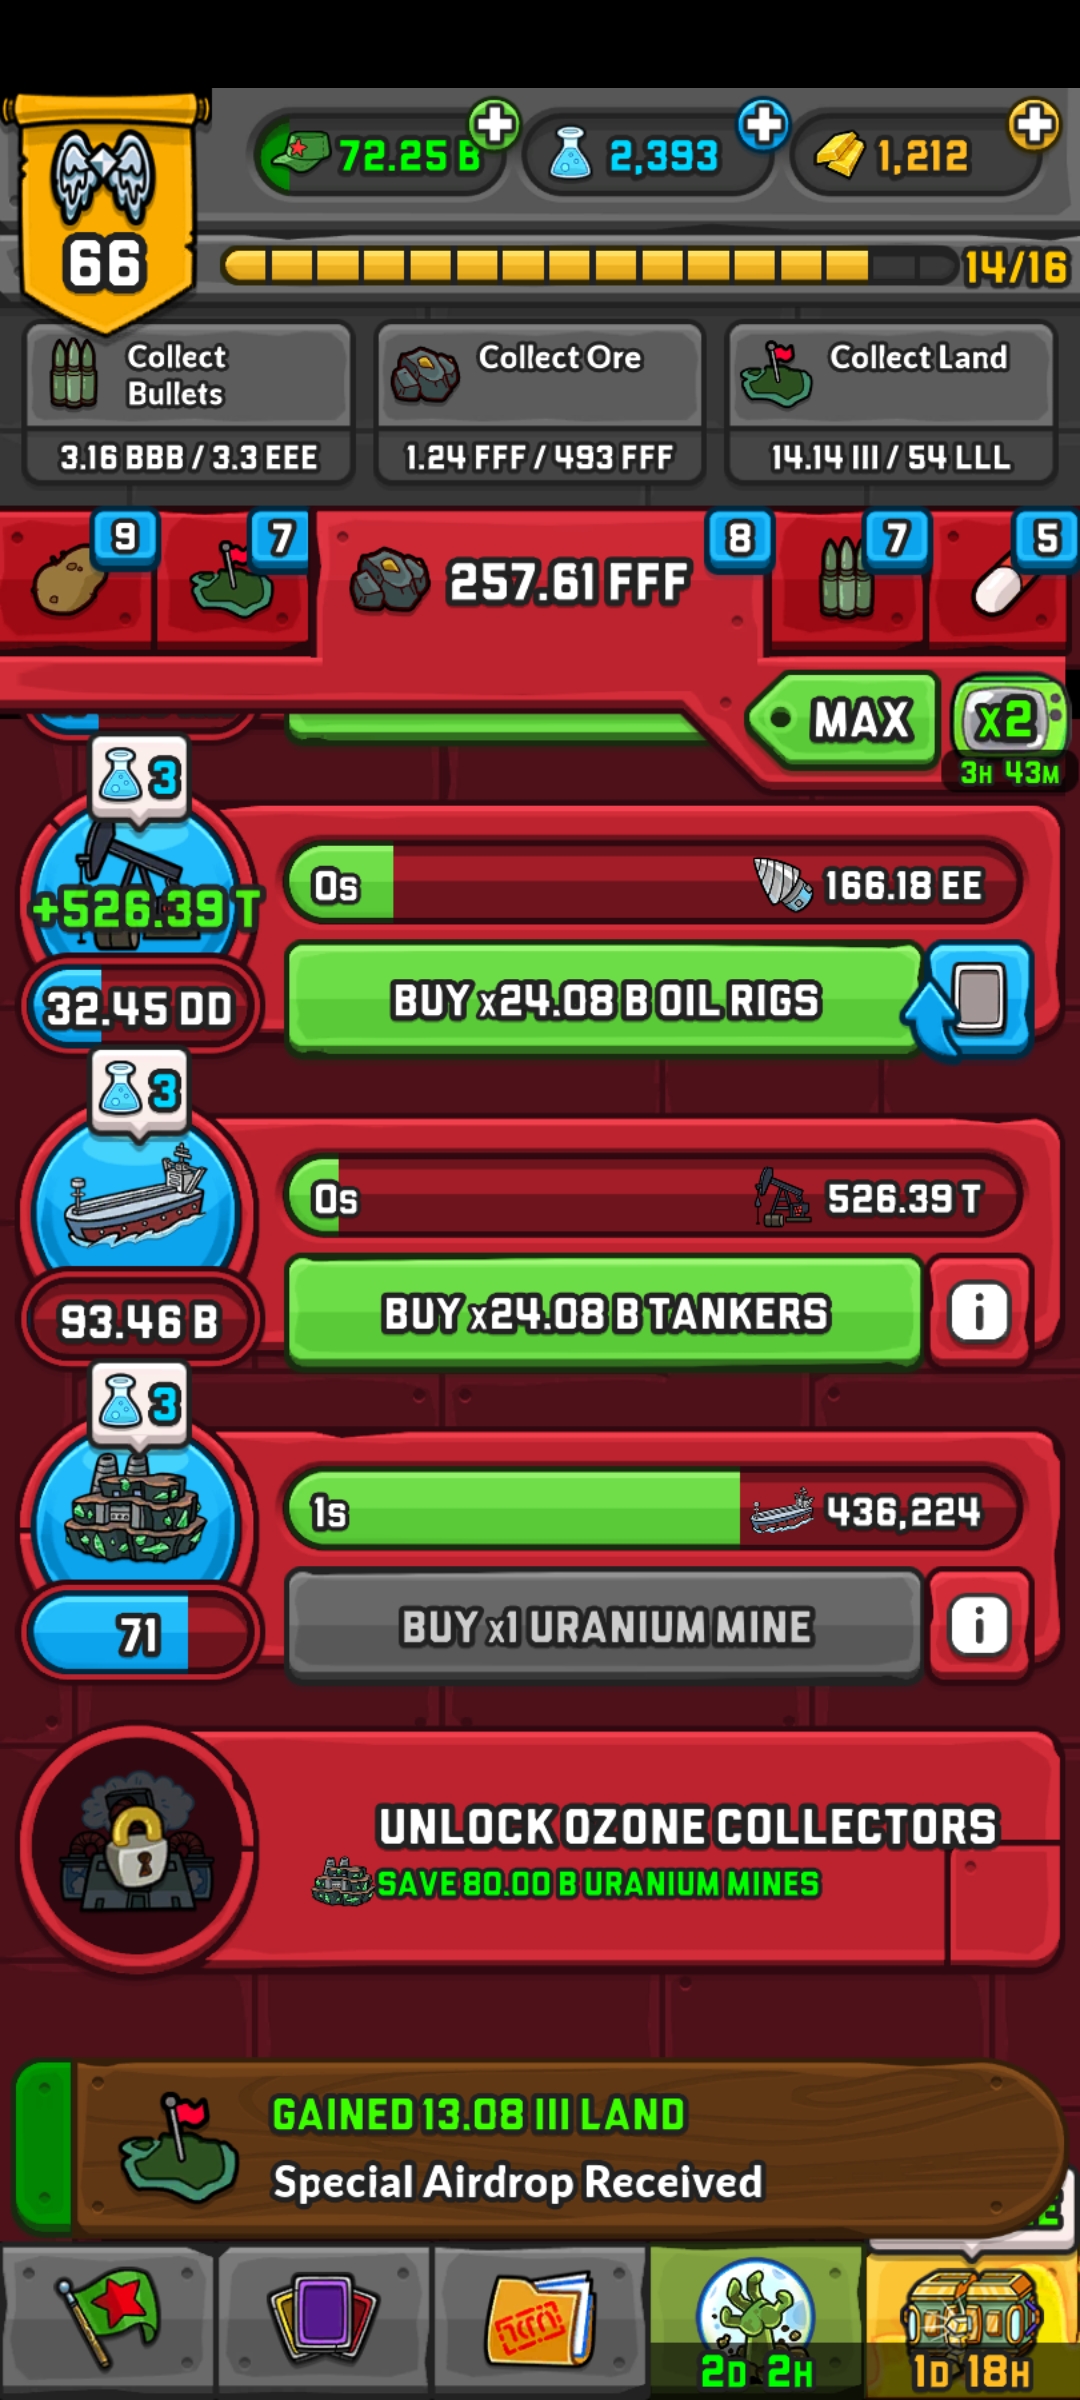 72.25 B
2,393
1,212
66
14/16
Collect
Bullets
Collect Ore
Collect Land
3.16 BBB / 3.3 EEE
1.24 FFF / 493 FFF
14.14 III / 54 LLL
9
7
257.61 FFF
8
7
5
MAX
x2
3H 43M
3
+526.39 T
0s
166.18 EE
32.45 DD
BUY x24.08 B OIL RIGS
3
0s
526.39 T
93.46 B
BUY x24.08 B TANKERS
i
3
1s
436,224
71
BUY x1 URANIUM MINE
i
UNLOCK OZONE COLLECTORS
SAVE 80.00 B URANIUM MINES
GAINED 13.08 III LAND
Special Airdrop Received
2D 2H
1D 18H